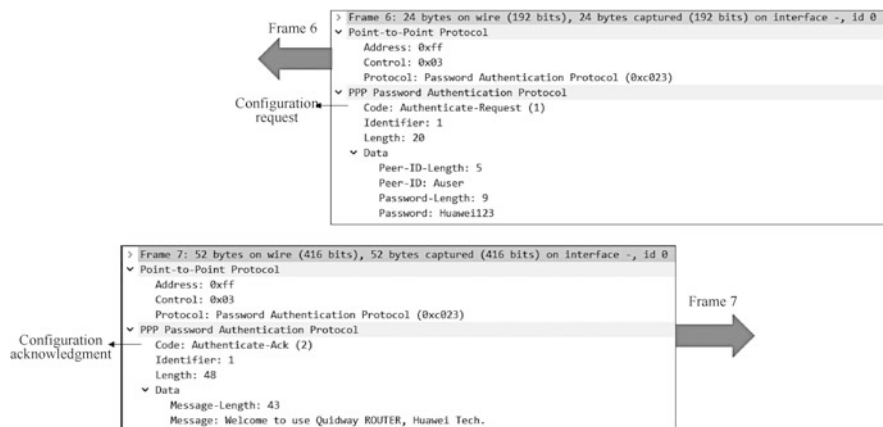 Frame 6
Frame 6: 24 bytes on wire (192 bits), 24 bytes captured (192 bits) on interface -, id 0
Point-to-Point Protocol
Address: 0xff
Control: 0x03
Protocol: Password Authentication Protocol (0xc023)
PPP Password Authentication Protocol
Configuration
request
Code: Authenticate-Request (1)
Identifier: 1
Length: 20
Data
Peer-ID-Length: 5
Peer-ID: Auser
Password-Length: 9
Password: Huawei123
Frame 7: 52 bytes on wire (416 bits), 52 bytes captured (416 bits) on interface -, id 0
Point-to-Point Protocol
Address: 0xff
Control: 0x03
Protocol: Password Authentication Protocol (0xc023)
Frame 7
PPP Password Authentication Protocol
Configuration
acknowledgment
Code: Authenticate-Ack (2)
Identifier: 1
Length: 48
Data
Message-Length: 43
Message: Welcome to use Quidway ROUTER, Huawei Tech.